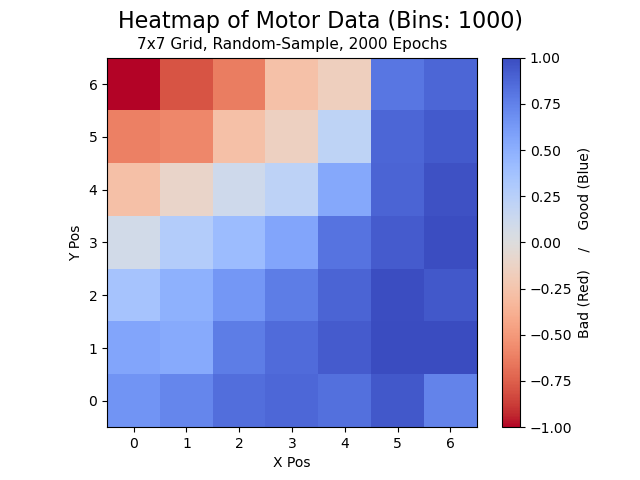 Heatmap of Motor Data (Bins: 1000)
7x7 Grid, Random-Sample, 2000 Epochs
Y Pos
6
5
4
3
2
1
0
0 1 2 3 4 5 6
X Pos
1.00
0.75
0.50
0.25
0.00
−0.25
−0.50
−0.75
−1.00
Bad (Red) / Good (Blue)